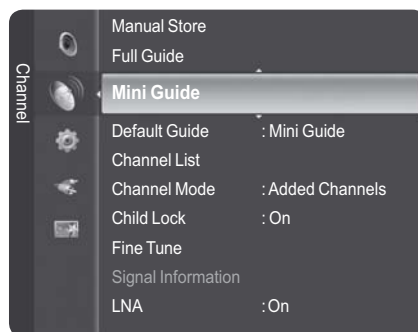 Channel
Manual Store
Full Guide
Mini Guide
Default Guide : Mini Guide
Channel List
Channel Mode : Added Channels
Child Lock : On
Fine Tune
Signal Information
LNA : On